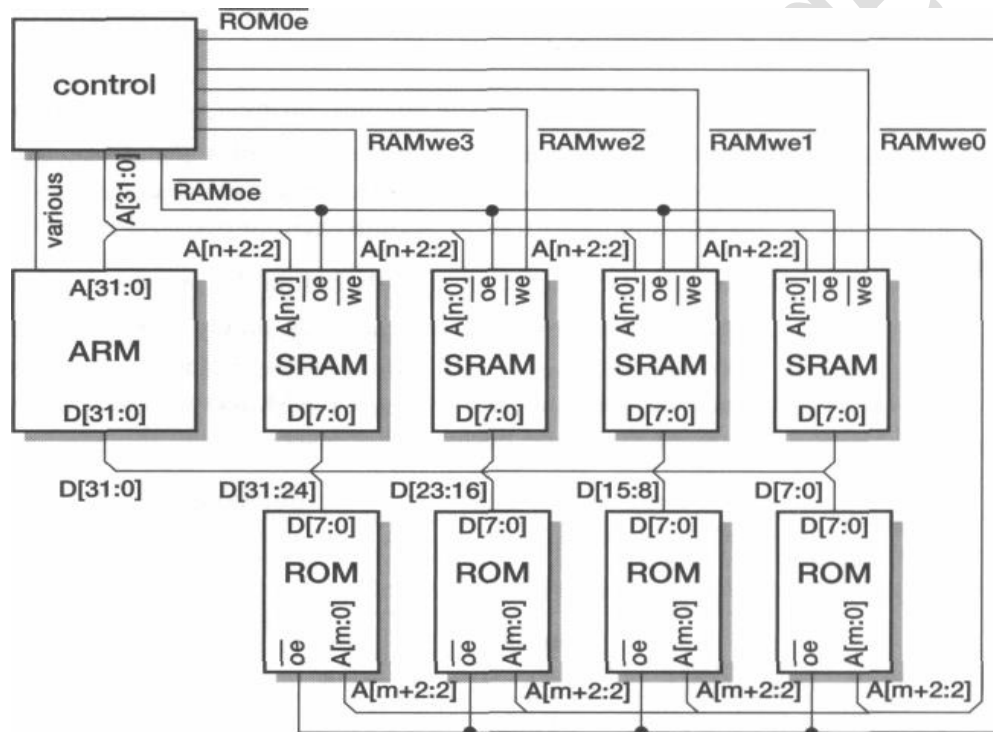 ROM0e
control
RAMwe3 RAMwe2 RAMwe1 RAMwe0
various
A[31:0]
RAMoe
A[n+2:2] A[n+2:2] A[n+2:2] A[n+2:2]
A[31:0]
ARM
D[31:0]
A[n:0] oe we
SRAM
D[7:0]
A[n:0] oe we
SRAM
D[7:0]
A[n:0] oe we
SRAM
D[7:0]
A[n:0] oe we
SRAM
D[7:0]
D[31:0] D[31:24] D[23:16] D[15:8] D[7:0]
D[7:0]
ROM
oe A[m:0]
D[7:0]
ROM
oe A[m:0]
D[7:0]
ROM
oe A[m:0]
D[7:0]
ROM
oe A[m:0]
A[m+2:2] A[m+2:2] A[m+2:2] A[m+2:2]